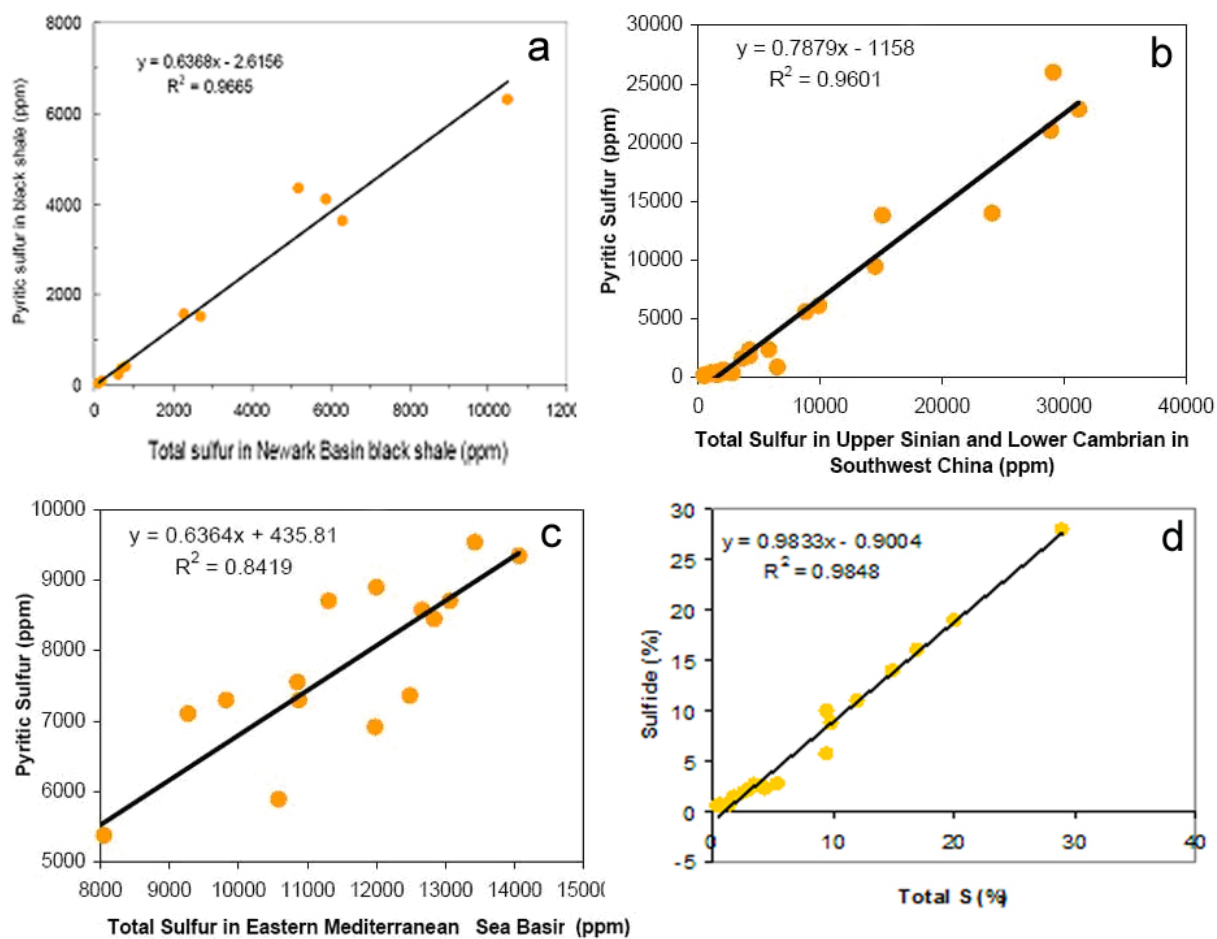 a
y = 0.6368x - 2.6156
R² = 0.9665
8000
6000
4000
2000
0
Pyritic sulfur in black shale (ppm)
0 2000 4000 6000 8000 10000 1200
Total sulfur in Newark Basin black shale (ppm)
b
y = 0.7879x - 1158
R² = 0.9601
30000
25000
20000
15000
10000
5000
0
Pyritic Sulfur (ppm)
0 10000 20000 30000 40000
Total Sulfur in Upper Sinian and Lower Cambrian in
Southwest China (ppm)
c
y = 0.6364x + 435.81
R² = 0.8419
10000
9000
8000
7000
6000
5000
Pyritic Sulfur (ppm)
8000 9000 10000 11000 12000 13000 14000 1500(
Total Sulfur in Eastern Mediterranean Sea Basir (ppm)
d
y = 0.9833x - 0.9004
R² = 0.9848
30
25
20
15
10
5
0
-5
Sulfide (%)
0 10 20 30 40
Total S (%)